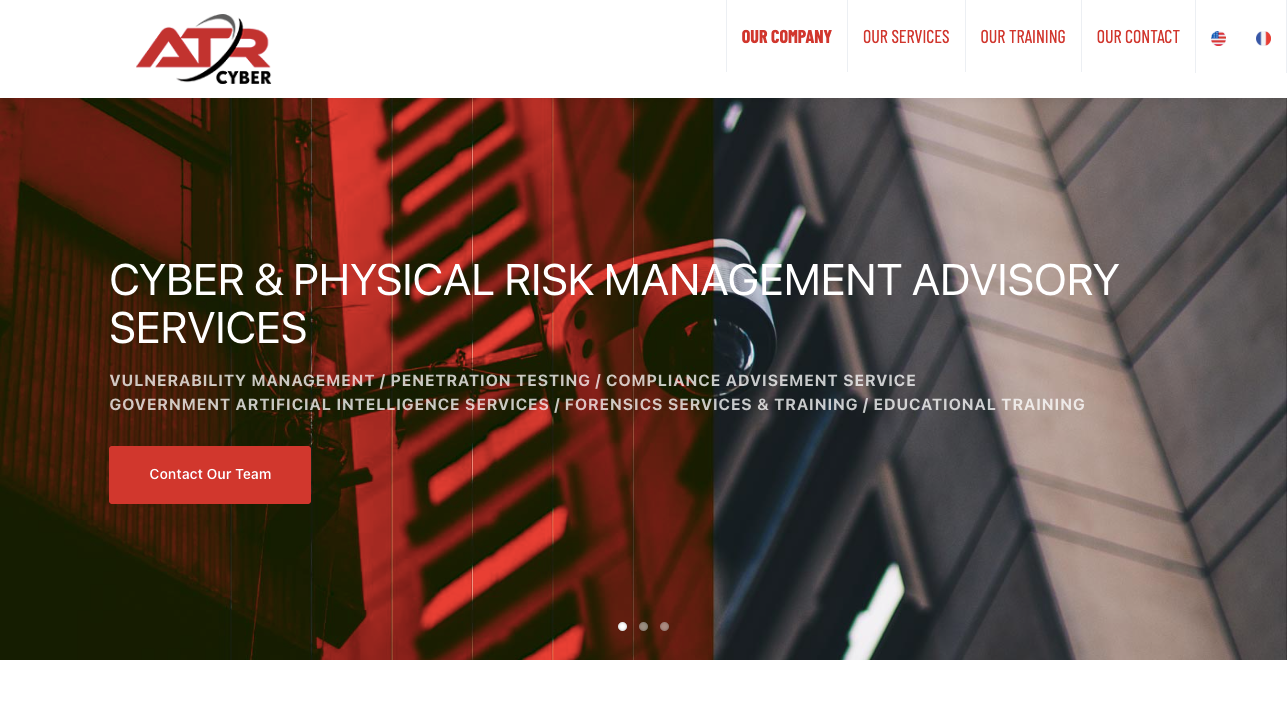 ATR
CYBER
OUR COMPANY
OUR SERVICES
OUR TRAINING
OUR CONTACT
CYBER & PHYSICAL RISK MANAGEMENT ADVISORY
SERVICES
VULNERABILITY MANAGEMENT / PENETRATION TESTING / COMPLIANCE ADVISEMENT SERVICE
GOVERNMENT ARTIFICIAL INTELLIGENCE SERVICES / FORENSICS SERVICES & TRAINING / EDUCATIONAL TRAINING
Contact Our Team